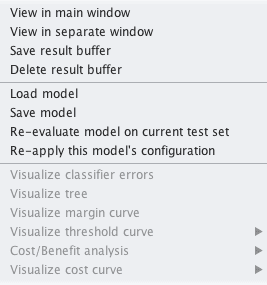 View in main window
View in separate window
Save result buffer
Delete result buffer
Load model
Save model
Re-evaluate model on current test set
Re-apply this model's configuration
Visualize classifier errors
Visualize tree
Visualize margin curve
Visualize threshold curve
Cost/Benefit analysis
Visualize cost curve